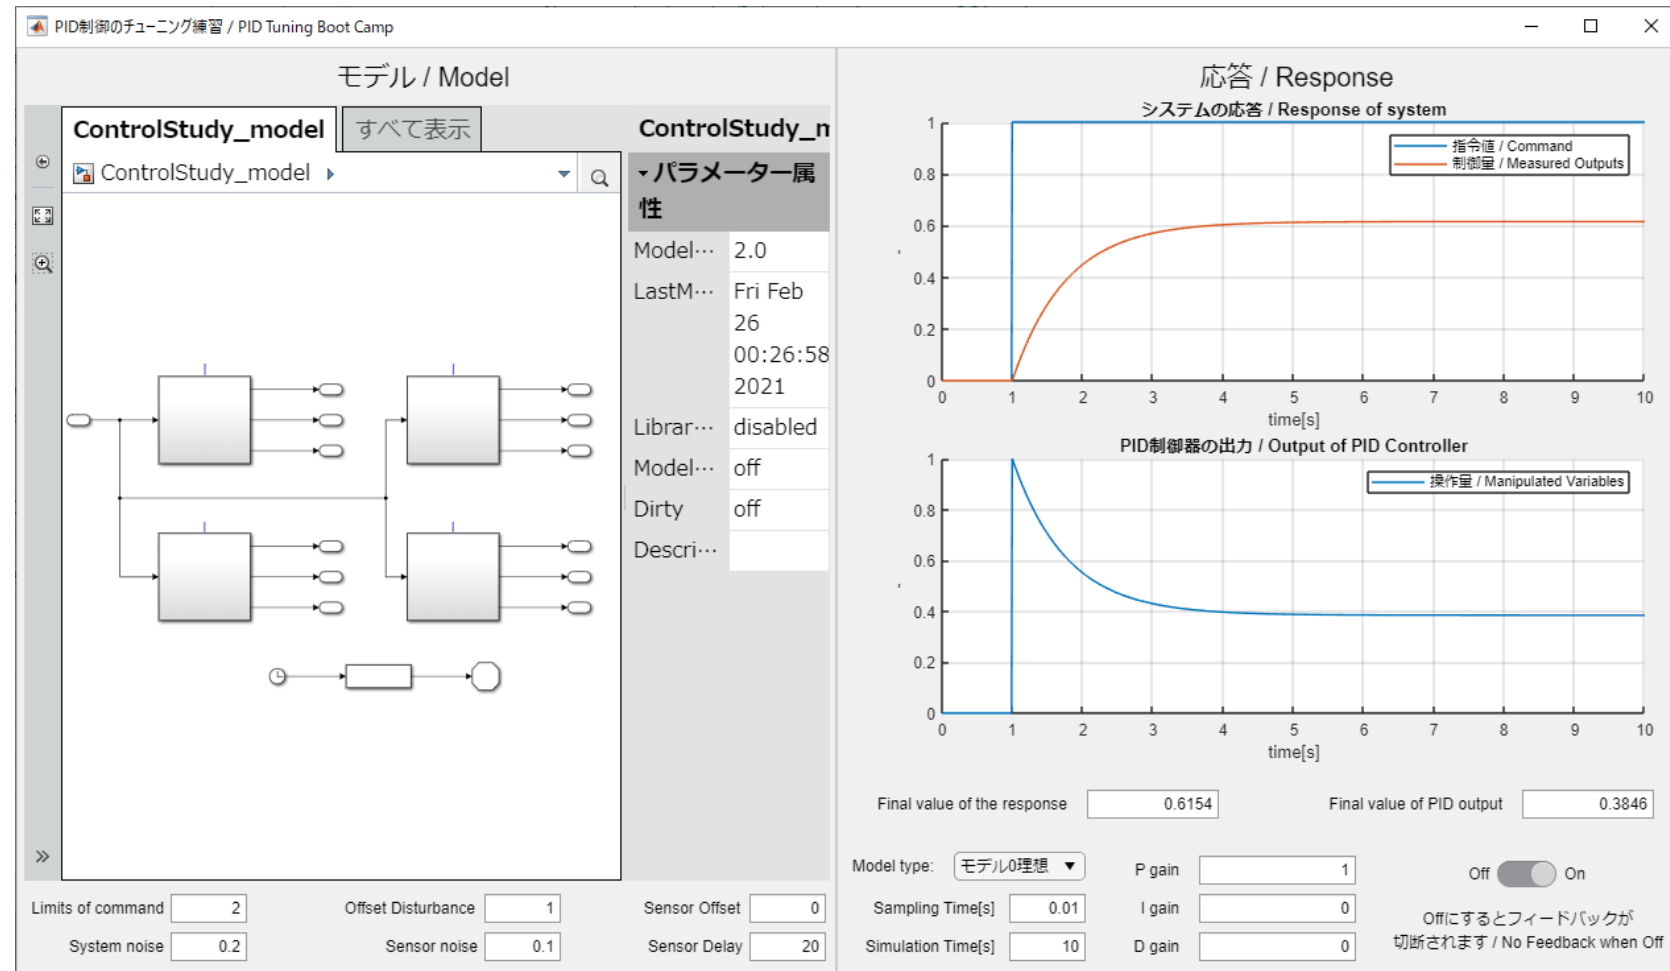 PID制御のチューニング練習 / PID Tuning Boot Camp
モデル / Model
ControlStudy_model
すべて表示
ControlStudy_model
ControlStudy_m
パラメーター属
性
Model… 2.0
LastM… Fri Feb
26
00:26:58
2021
Librar… disabled
Model… off
Dirty off
Descri…
Limits of command 2
Offset Disturbance 1
Sensor Offset 0
System noise 0.2
Sensor noise 0.1
Sensor Delay 20
応答 / Response
システムの応答 / Response of system
指令値 / Command
制御量 / Measured Outputs
1
0.8
0.6
0.4
0.2
0
0 1 2 3 4 5 6 7 8 9 10
time[s]
PID制御器の出力 / Output of PID Controller
操作量 / Manipulated Variables
1
0.8
0.6
0.4
0.2
0
0 1 2 3 4 5 6 7 8 9 10
time[s]
Final value of the response 0.6154
Final value of PID output 0.3846
Model type: モデル0理想
P gain 1
Off On
Sampling Time[s] 0.01
I gain 0
Simulation Time[s] 10
D gain 0
Offにするとフィードバックが
切断されます / No Feedback when Off